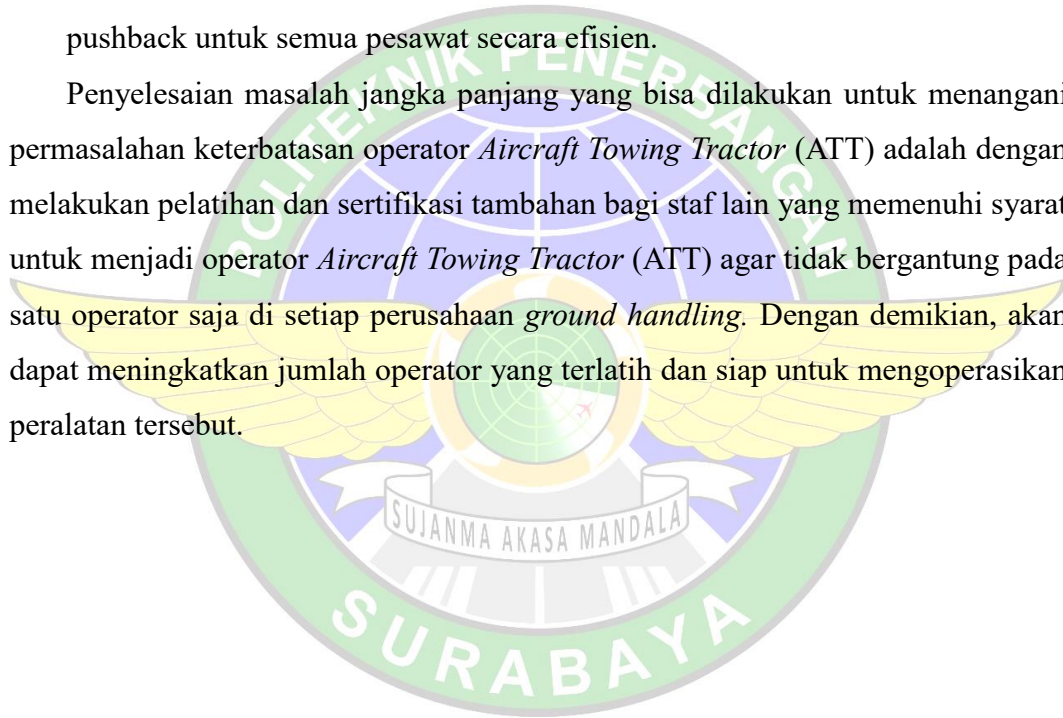 pushback untuk semua pesawat secara efisien.
Penyelesaian masalah jangka panjang yang bisa dilakukan untuk menangani
permasalahan keterbatasan operator Aircraft Towing Tractor (ATT) adalah dengan
melakukan pelatihan dan sertifikasi tambahan bagi staf lain yang memenuhi syarat
untuk menjadi operator Aircraft Towing Tractor (ATT) agar tidak bergantung pada
satu operator saja di setiap perusahaan ground handling. Dengan demikian, akan
dapat meningkatkan jumlah operator yang terlatih dan siap untuk mengoperasikan
peralatan tersebut.
POLITEKNIK PENERBANGAN
SUJANMA AKASA MANDALA
SURABAYA